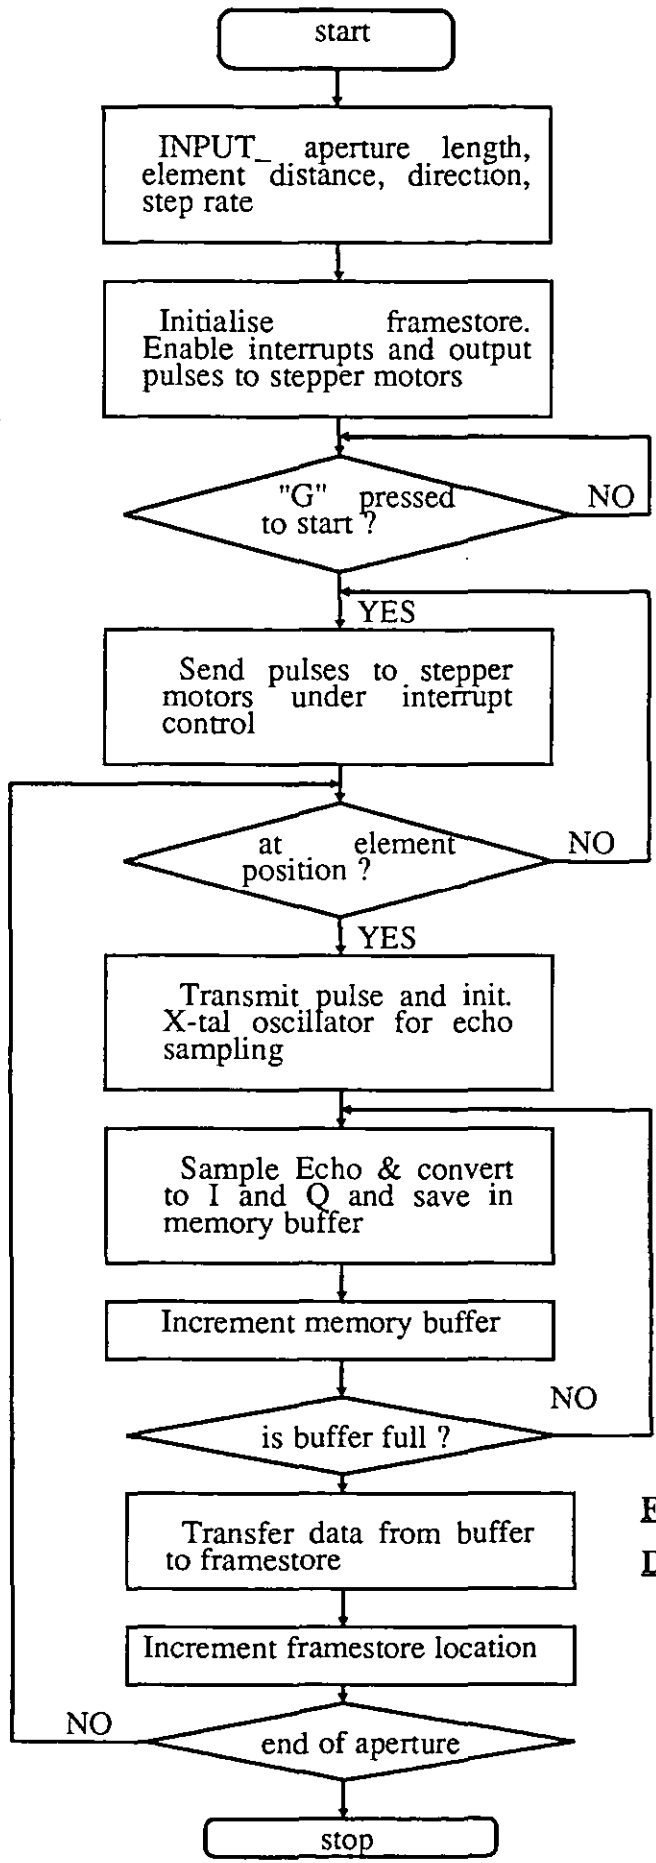 start
INPUT_ aperture length,
element distance, direction,
step rate
Initialise framestore.
Enable interrupts and output
pulses to stepper motors
"G" pressed
to start ?
NO
YES
Send pulses to stepper
motors under interrupt
control
at element
position ?
NO
YES
Transmit pulse and init.
X-tal oscillator for echo
sampling
Sample Echo & convert
to I and Q and save in
memory buffer
Increment memory buffer
NO
is buffer full ?
Transfer data from buffer
to framestore
Increment framestore location
NO
end of aperture
stop